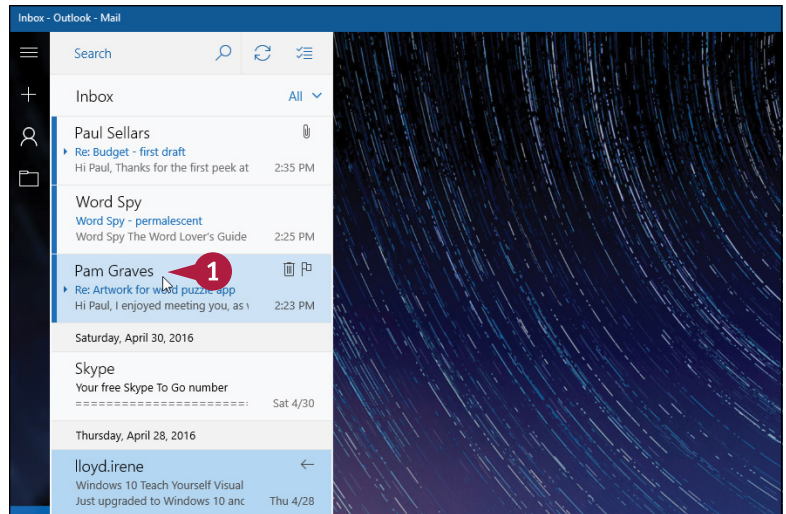 Inbox - Outlook - Mail
Search
Inbox All
Paul Sellars
Re: Budget - first draft
Hi Paul, Thanks for the first peek at 2:35 PM
Word Spy
Word Spy - permalescent
Word Spy The Word Lover's Guide 2:25 PM
Pam Graves 1
Re: Artwork for word puzzle app
Hi Paul, I enjoyed meeting you, as 2:23 PM
Saturday, April 30, 2016
Skype
Your free Skype To Go number
======================= Sat 4/30
Thursday, April 28, 2016
lloyd.irene
Windows 10 Teach Yourself Visual
Just upgraded to Windows 10 and Thu 4/28